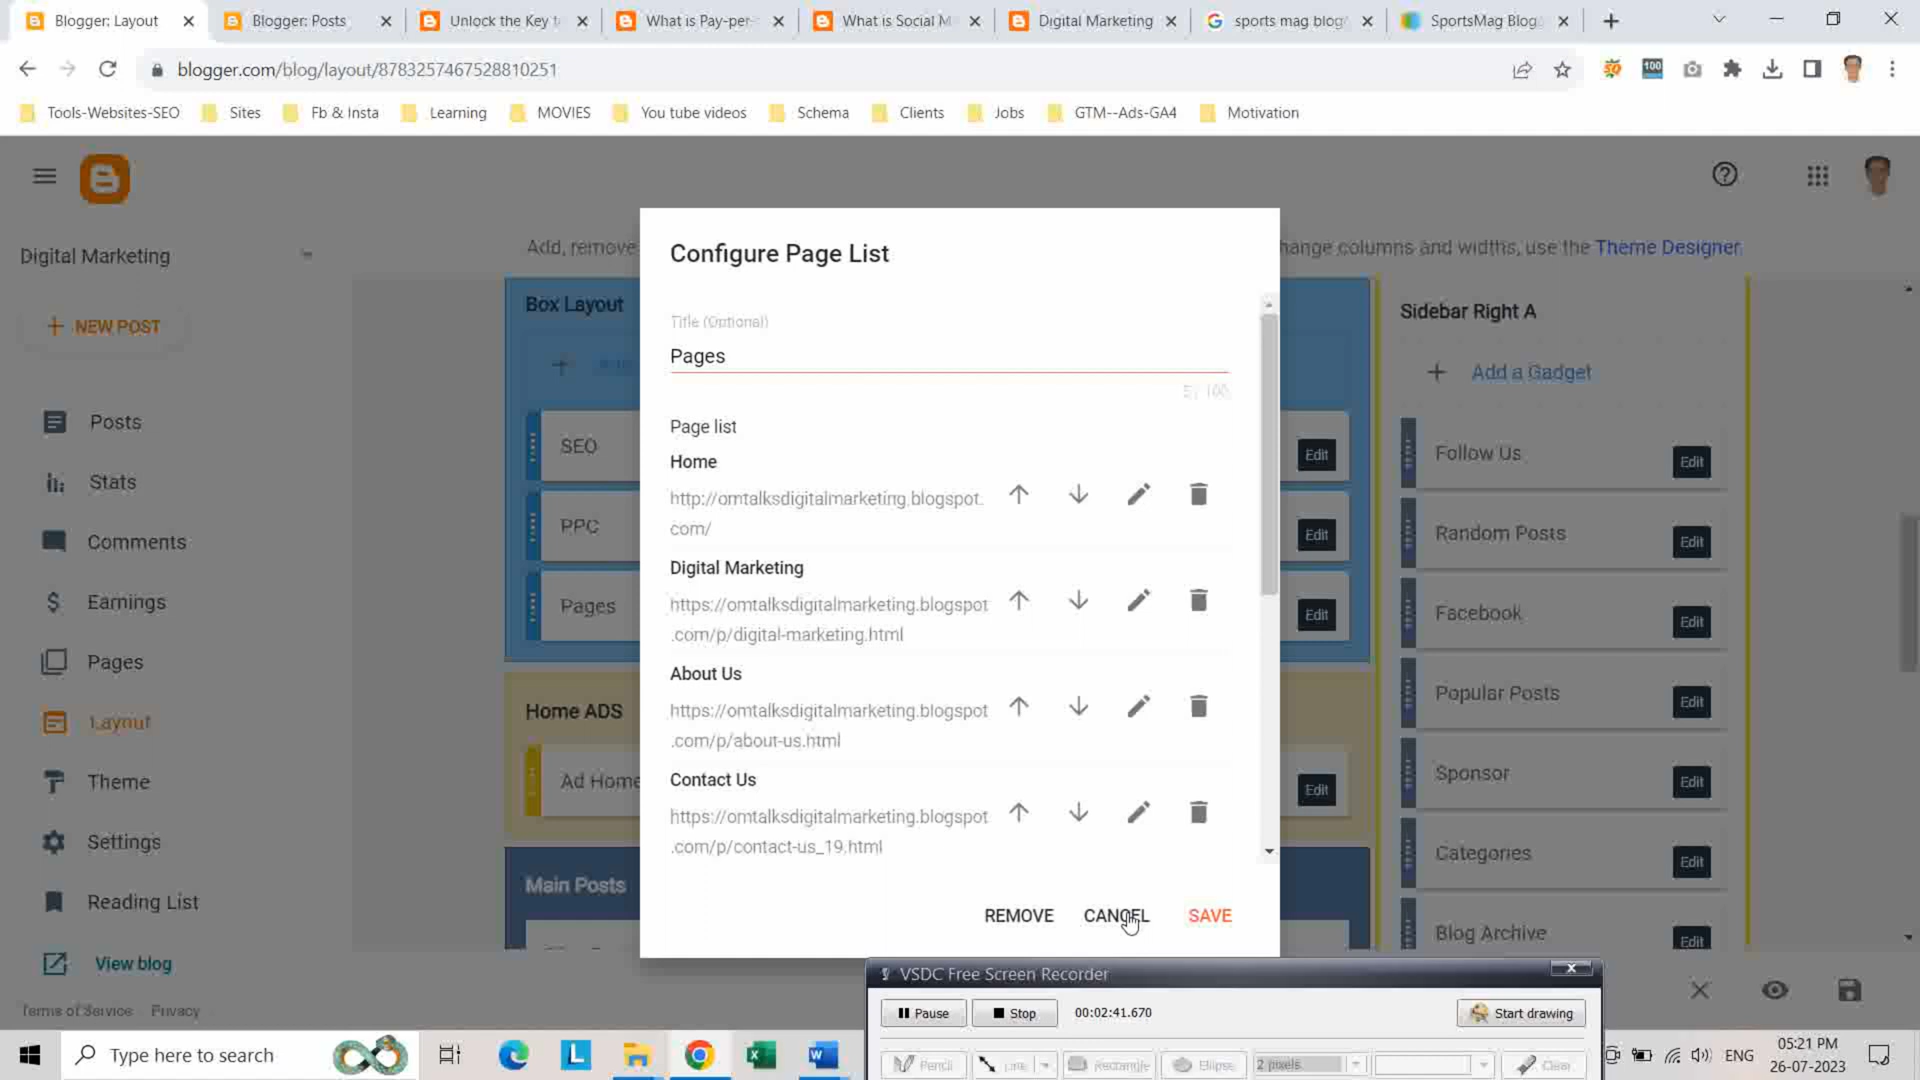 Blogger: Layout
Blogger: Posts
Unlock the Key t
What is Pay-per-
What is Social M
Digital Marketing
sports mag blog
SportsMag Blog
blogger.com/blog/layout/8783257467528810251
100
Tools-Websites-SEO
Sites
Fb & Insta
Learning
MOVIES
You tube videos
Schema
Clients
Jobs
GTM--Ads-GA4
Motivation
Digital Marketing
NEW POST
Posts
Stats
Comments
Earnings
Pages
Layout
Theme
Settings
Reading List
View blog
Terms of Service
Privacy
Add, remove
hange columns and widths, use the Theme Designer.
Box Layout
SEO
Edit
PPC
Edit
Pages
Edit
Home ADS
Ad Home
Edit
Main Posts
Configure Page List
Title (Optional)
Pages
5 / 100
Page list
Home
http://omtalksdigitalmarketing.blogspot.
com/
Digital Marketing
https://omtalksdigitalmarketing.blogspot
.com/p/digital-marketing.html
About Us
https://omtalksdigitalmarketing.blogspot
.com/p/about-us.html
Contact Us
https://omtalksdigitalmarketing.blogspot
.com/p/contact-us_19.html
REMOVE
CANCEL
SAVE
Sidebar Right A
Add a Gadget
Follow Us
Edit
Random Posts
Edit
Facebook
Edit
Popular Posts
Edit
Sponsor
Edit
Categories
Edit
Blog Archive
Edit
VSDC Free Screen Recorder
Pause
Stop
00:02:41.670
Start drawing
Pencil
Line
Rectangle
Ellipse
2 pixels
Clear
Type here to search
ENG
05:21 PM
26-07-2023